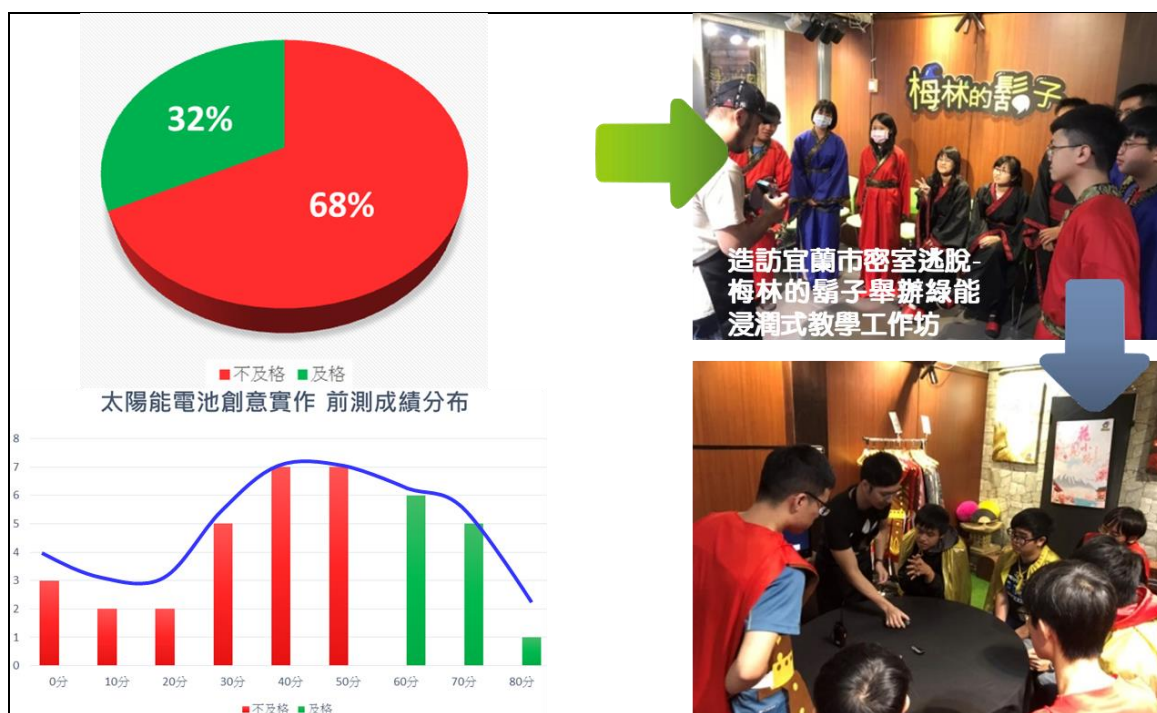 32%
68%
不及格 及格
太陽能電池創意實作 前測成績分布
8
7
6
5
4
3
2
1
0
0分 10分 20分 30分 40分 50分 60分 70分 80分
不及格 及格
梅林的鬍子
造訪宜蘭市密室逃脫-
梅林的鬍子舉辦綠能
浸潤式教學工作坊